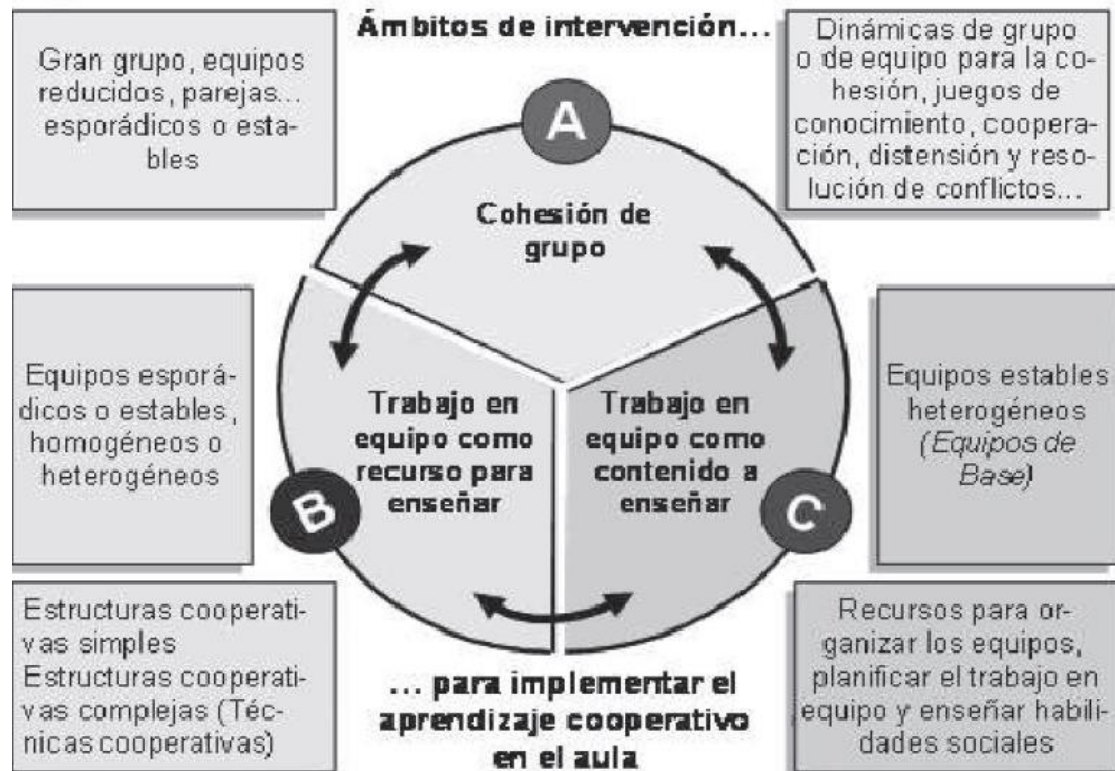 Ámbitos de intervención...
Gran grupo, equipos
reducidos, parejas...
esporádicos o esta-
bles
Dinámicas de grupo
o de equipo para la co-
hesión, juegos de
conocimiento, coopera-
ción, distensión y reso-
lución de conflictos...
A
Cohesión de
grupo
Equipos esporá-
dicos o estables,
homogéneos o
heterogéneos
Trabajo en
equipo como
recurso para
enseñar
B
Trabajo en
equipo como
contenido a
enseñar
C
Equipos estables
heterogéneos
(Equipos de
Base)
Estructuras cooperati-
vas simples
Estructuras cooperati-
vas complejas (Téc-
nicas cooperativas)
... para implementar el
aprendizaje cooperativo
en el aula
Recursos para or-
ganizar los equipos,
planificar el trabajo en
equipo y enseñar habili-
dades sociales